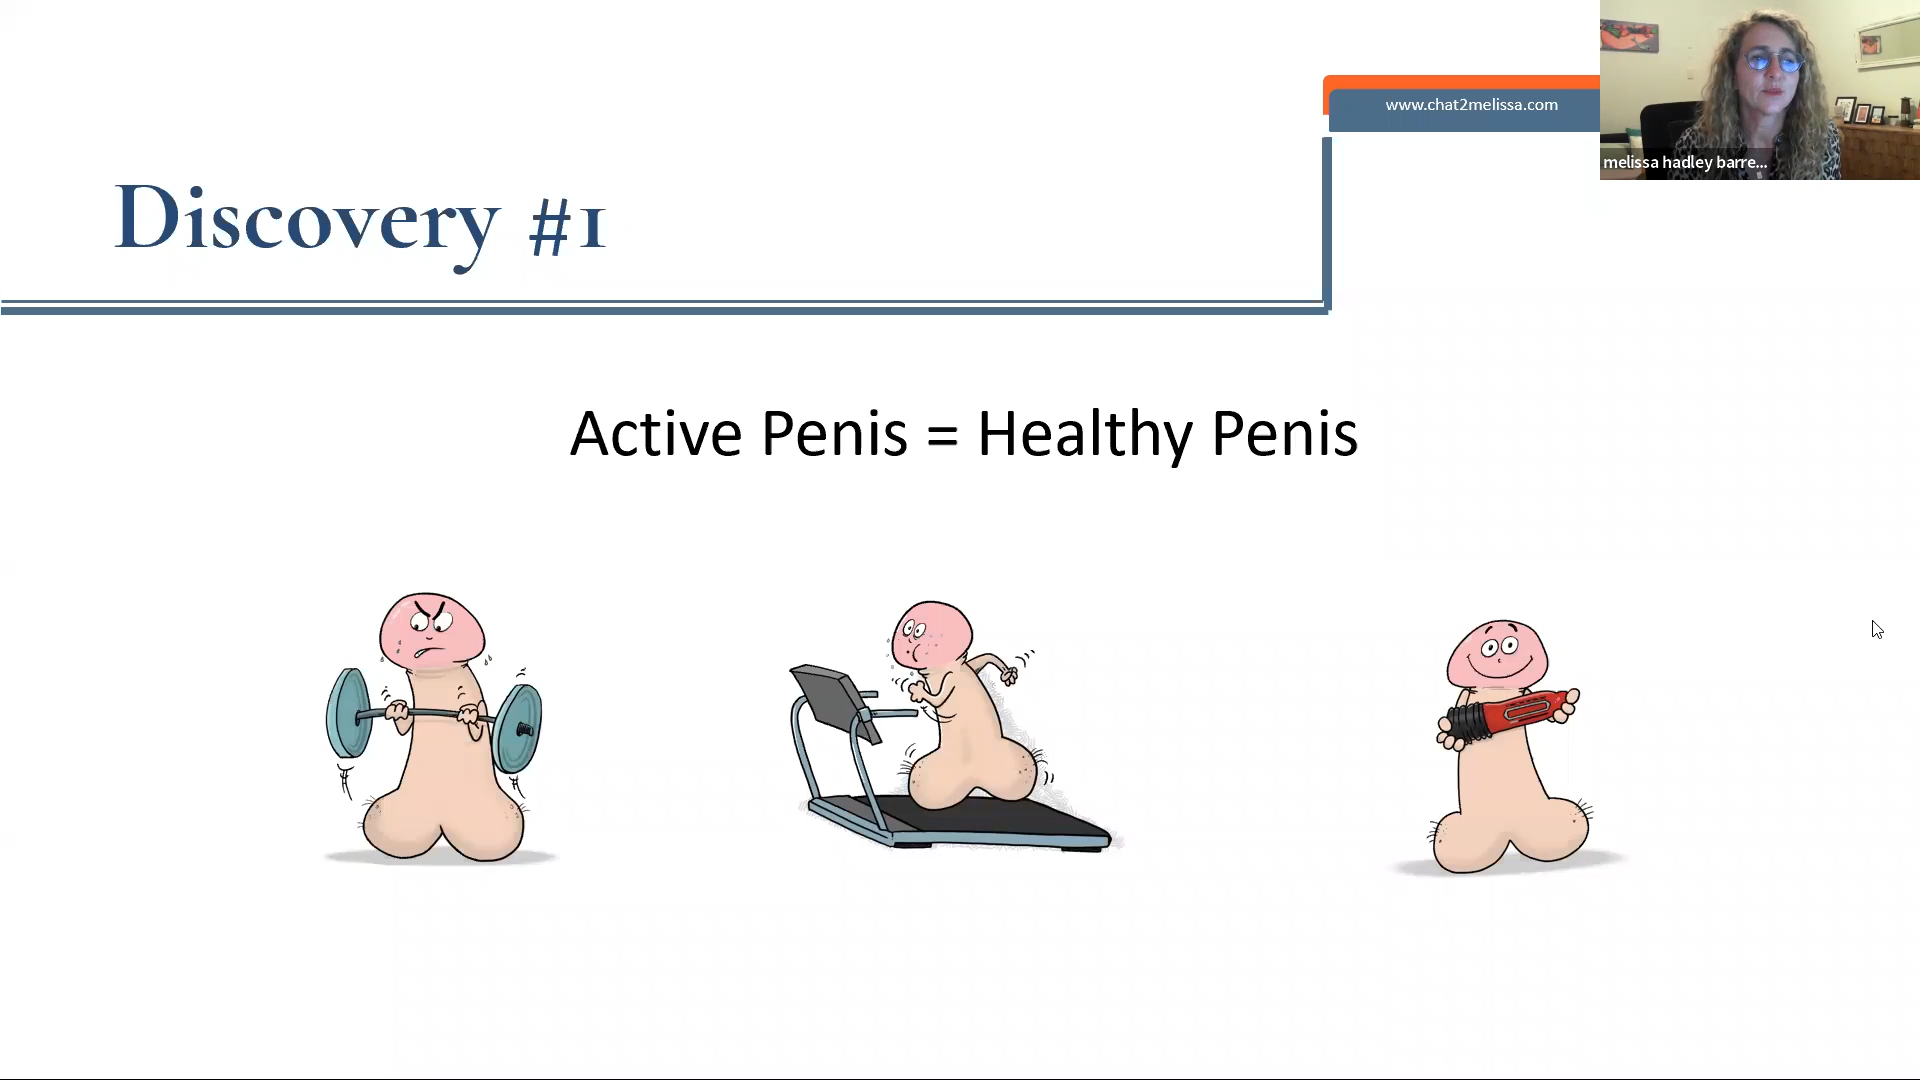 www.chat2melissa.com
melissa hadley barre...
Discovery #1
Active Penis = Healthy Penis